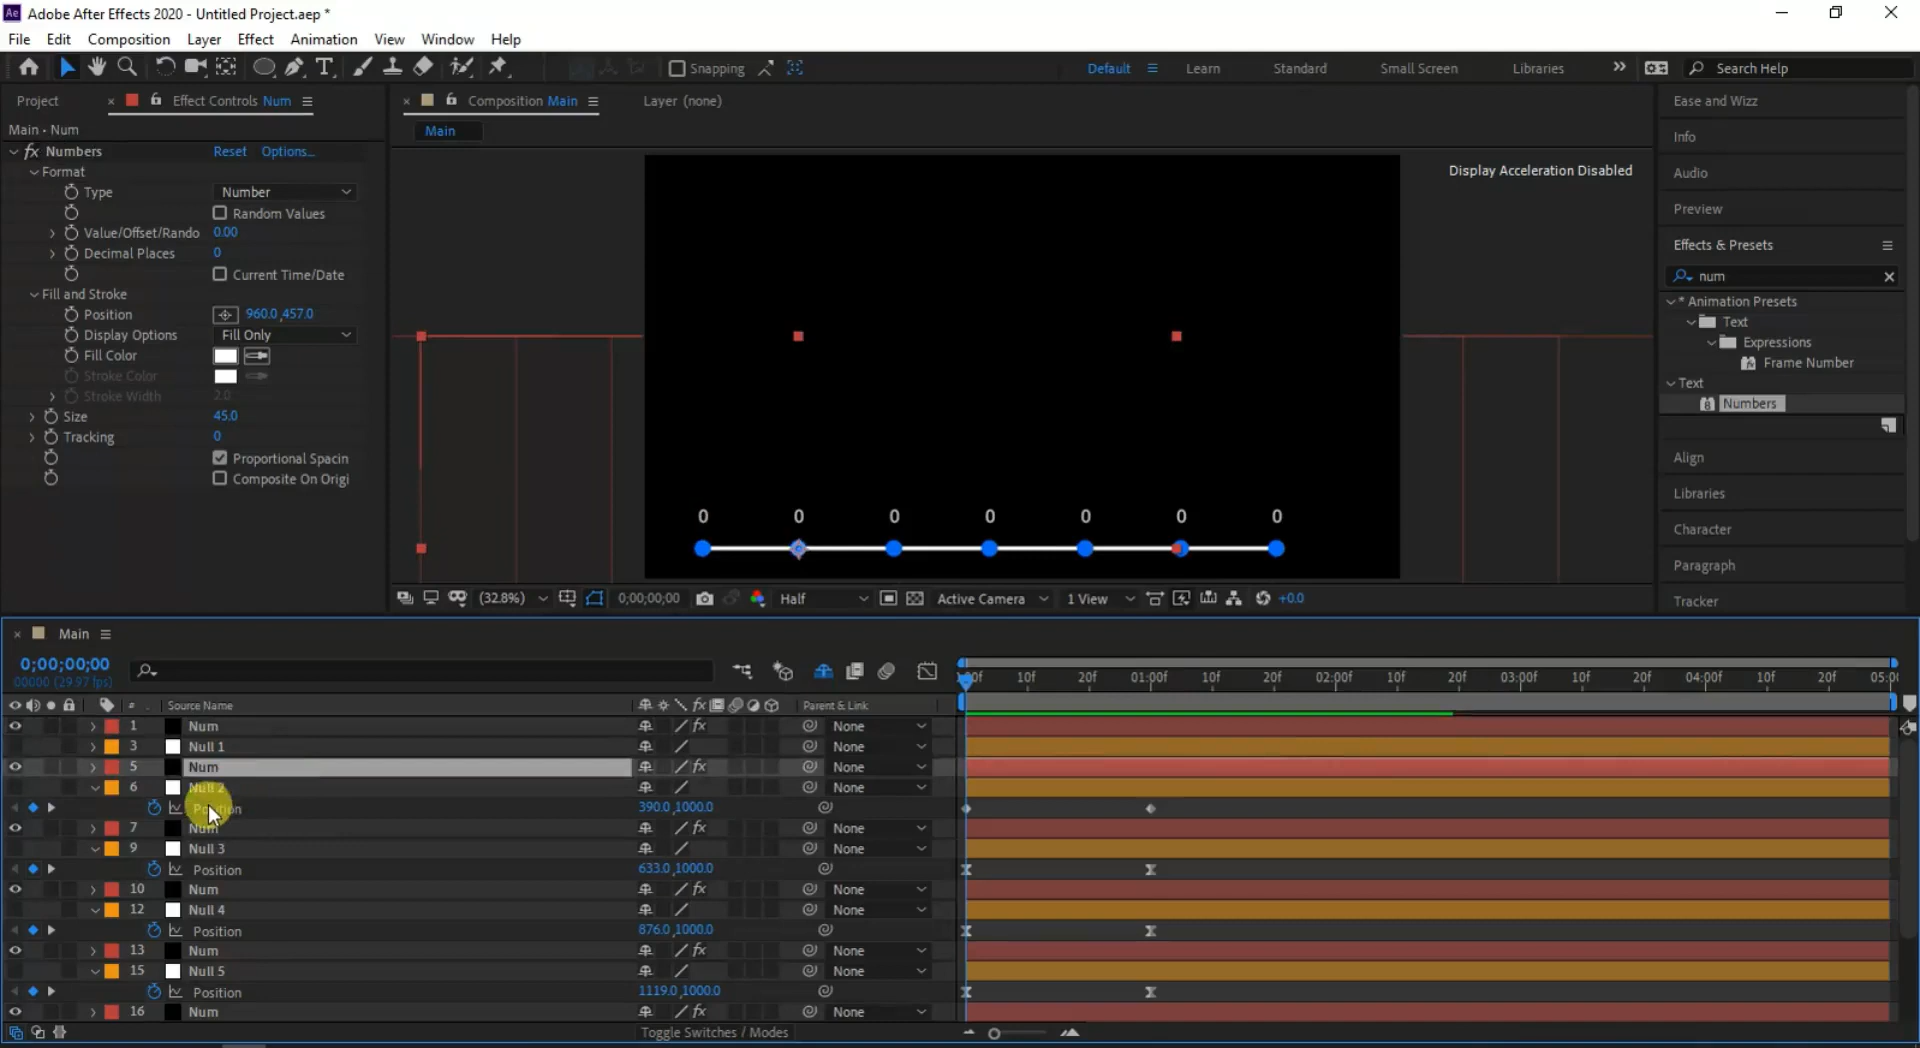 Ae Adobe After Effects 2020 - Untitled Project.aep *
File Edit Composition Layer Effect Animation View Window Help
Snapping Default Learn Standard Small Screen Libraries Search Help
Project Effect Controls Num Composition Main Layer (none) Ease and Wizz
Main • Num Main Info
fx Numbers Reset Options...
Format Display Acceleration Disabled Audio
Type Number
Random Values Preview
Value/Offset/Rando 0.00
Decimal Places 0 Effects & Presets
Current Time/Date num
Fill and Stroke * Animation Presets
Position 960.0,457.0 Text
Display Options Fill Only Expressions
Fill Color Frame Number
Stroke Color Text
Stroke Width 2.0 Numbers
Size 45.0
Tracking 0
Proportional Spacin Align
Composite On Origi Libraries
0 0 0 0 0 0 0 Character
Paragraph
(32.8%) 0;00;00;00 Half Active Camera 1 View +0.0 Tracker
Main
0;00;00;00
00000 (29.97 fps) 10f 20f 01:00f 10f 20f 02:00f 10f 20f 03:00f 10f 20f 04:00f 10f 20f
# Source Name fx Parent & Link
1 Num fx None
3 Null 1 None
5 Num fx None
6 Null 2 None
Position 390.0,1000.0
7 Num fx None
9 Null 3 None
Position 633.0,1000.0
10 Num fx None
12 Null 4 None
Position 876.0,1000.0
13 Num fx None
15 Null 5 None
Position 1119.0,1000.0
16 Num fx None
Toggle Switches / Modes